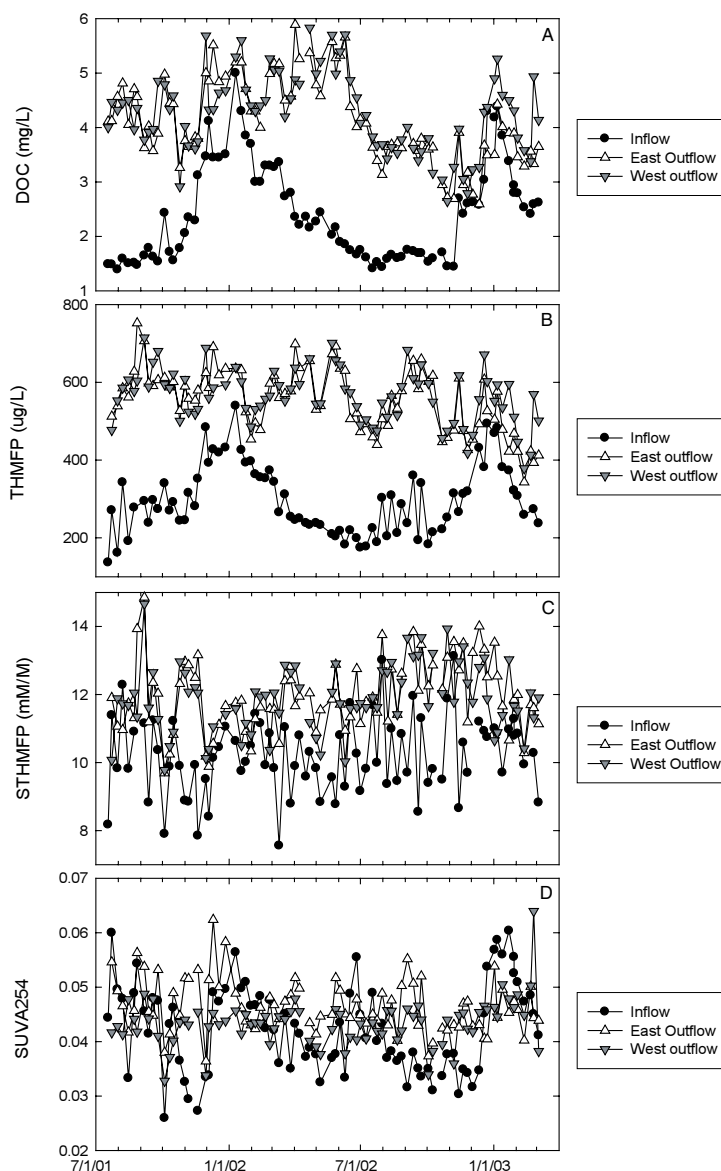 A
DOC (mg/L)
6
5
4
3
2
1
Inflow
East Outflow
West outflow
B
THMFP (ug/L)
800
600
400
200
Inflow
East outflow
West outflow
C
STHMFP (mM/M)
14
12
10
8
Inflow
East Outflow
West Outflow
D
SUVA254
0.07
0.06
0.05
0.04
0.03
0.02
Inflow
East Outflow
West outflow
7/1/01 1/1/02 7/1/02 1/1/03